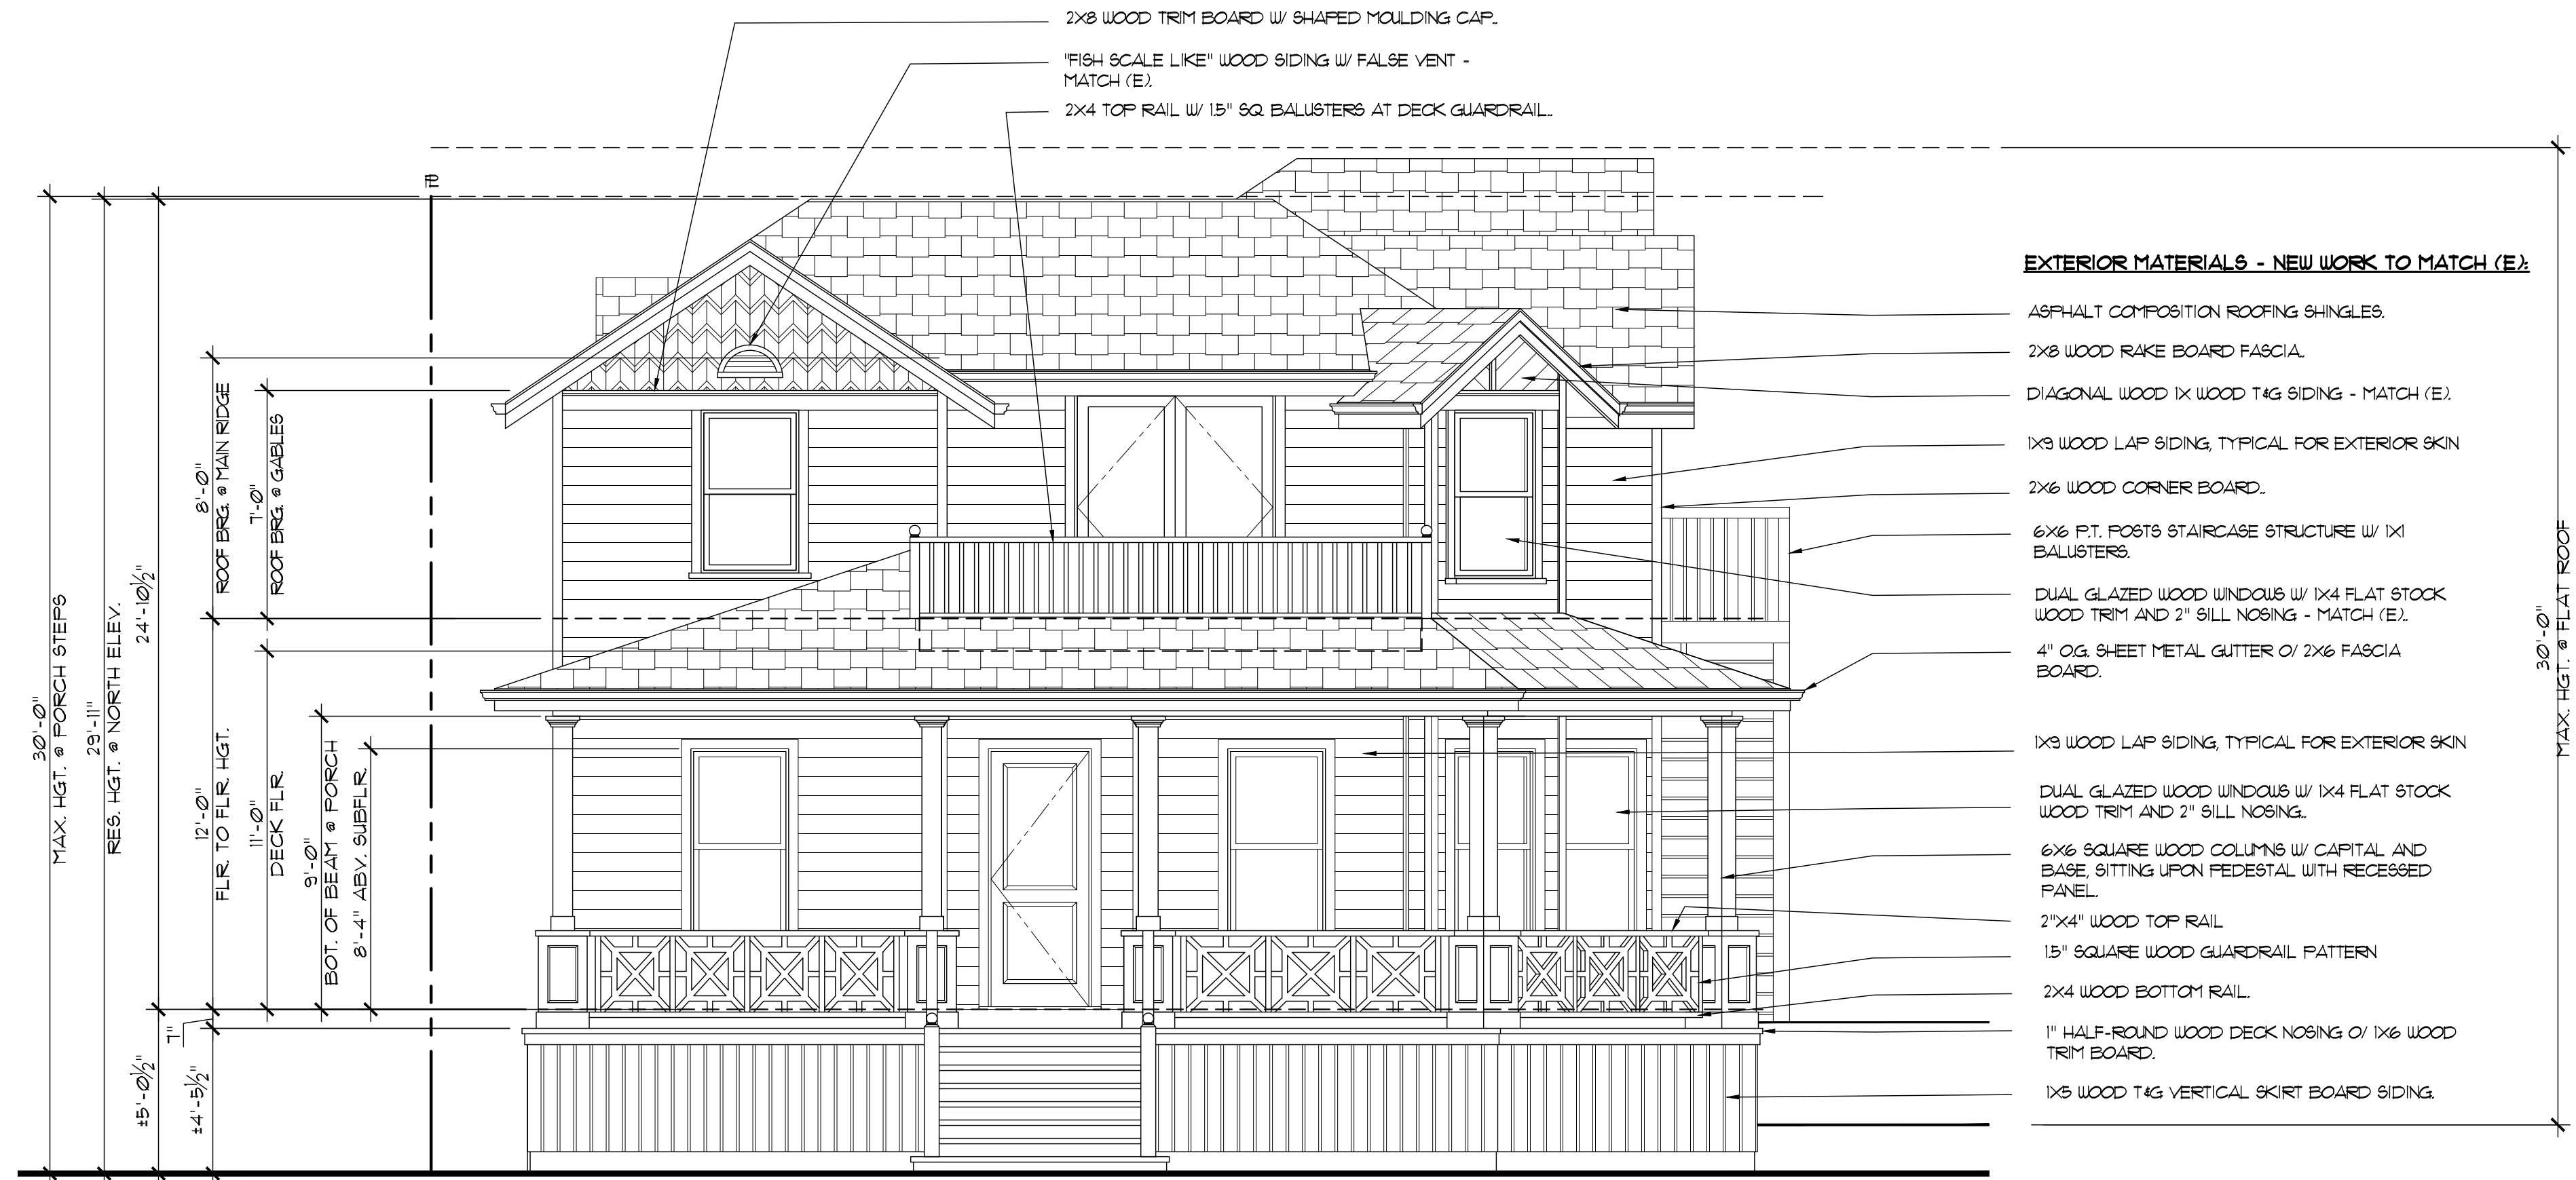 2X8 WOOD TRIM BOARD W/ SHAPED MOULDING CAP..
"FISH SCALE LIKE" WOOD SIDING W/ FALSE VENT -
MATCH (E).
2X4 TOP RAIL W/ 1.5" SQ. BALUSTERS AT DECK GUARDRAIL..
EXTERIOR MATERIALS - NEW WORK TO MATCH (E):
ASPHALT COMPOSITION ROOFING SHINGLES.
2X8 WOOD RAKE BOARD FASCIA..
DIAGONAL WOOD 1X WOOD T&G SIDING - MATCH (E).
1X9 WOOD LAP SIDING, TYPICAL FOR EXTERIOR SKIN
2X6 WOOD CORNER BOARD..
6X6 P.T. POSTS STAIRCASE STRUCTURE W/ 1X1
BALUSTERS.
DUAL GLAZED WOOD WINDOWS W/ 1X4 FLAT STOCK
WOOD TRIM AND 2" SILL NOSING - MATCH (E)..
4" O.G. SHEET METAL GUTTER O/ 2X6 FASCIA
BOARD.
1X9 WOOD LAP SIDING, TYPICAL FOR EXTERIOR SKIN
DUAL GLAZED WOOD WINDOWS W/ 1X4 FLAT STOCK
WOOD TRIM AND 2" SILL NOSING..
6X6 SQUARE WOOD COLUMNS W/ CAPITAL AND
BASE, SITTING UPON PEDESTAL WITH RECESSED
PANEL.
2"X4" WOOD TOP RAIL
1.5" SQUARE WOOD GUARDRAIL PATTERN
2X4 WOOD BOTTOM RAIL.
1" HALF-ROUND WOOD DECK NOSING O/ 1X6 WOOD
TRIM BOARD.
1X5 WOOD T&G VERTICAL SKIRT BOARD SIDING.
30'-0"
MAX. HGT. @ PORCH STEPS
29'-11"
RES. HGT. @ NORTH ELEV.
24'-10½"
±5'-0½"
8'-0"
ROOF BRG. @ MAIN RIDGE
7'-0"
ROOF BRG. @ GABLES
12'-0"
FLR. TO FLR. HGT.
11'-0"
DECK FLR.
9'-0"
BOT. OF BEAM @ PORCH
8'-4" ABV. SUBFLR.
7"
±4'-5½"
30'-0"
MAX. HGT. @ FLAT ROOF